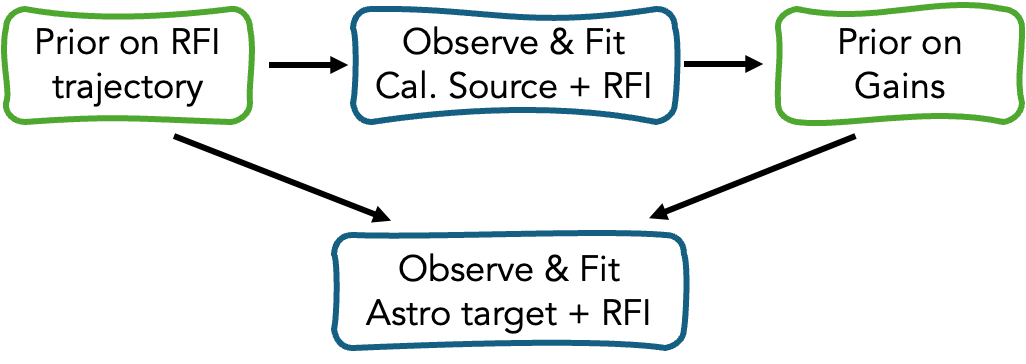 Prior on RFI
trajectory
Observe & Fit
Cal. Source + RFI
Prior on
Gains
Observe & Fit
Astro target + RFI